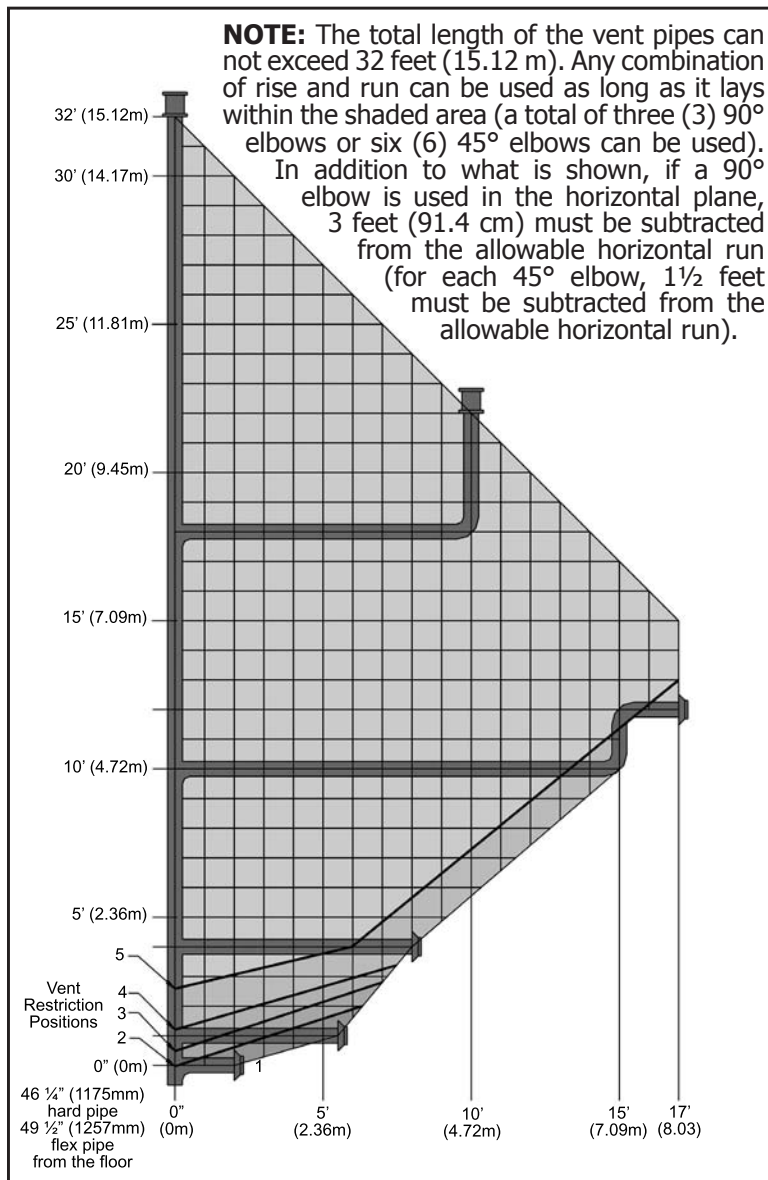 NOTE: The total length of the vent pipes can
not exceed 32 feet (15.12 m). Any combination
of rise and run can be used as long as it lays
within the shaded area (a total of three (3) 90°
elbows or six (6) 45° elbows can be used).
In addition to what is shown, if a 90°
elbow is used in the horizontal plane,
3 feet (91.4 cm) must be subtracted
from the allowable horizontal run
(for each 45° elbow, 1½ feet
must be subtracted from the
allowable horizontal run).
32' (15.12m)
30' (14.17m)
25' (11.81m)
20' (9.45m)
15' (7.09m)
10' (4.72m)
5' (2.36m)
5
Vent
Restriction
Positions
4
3
2
1
0" (0m)
46 ¼" (1175mm)
hard pipe
49 ½" (1257mm)
flex pipe
from the floor
0"
(0m)
5'
(2.36m)
10'
(4.72m)
15'
(7.09m)
17'
(8.03)